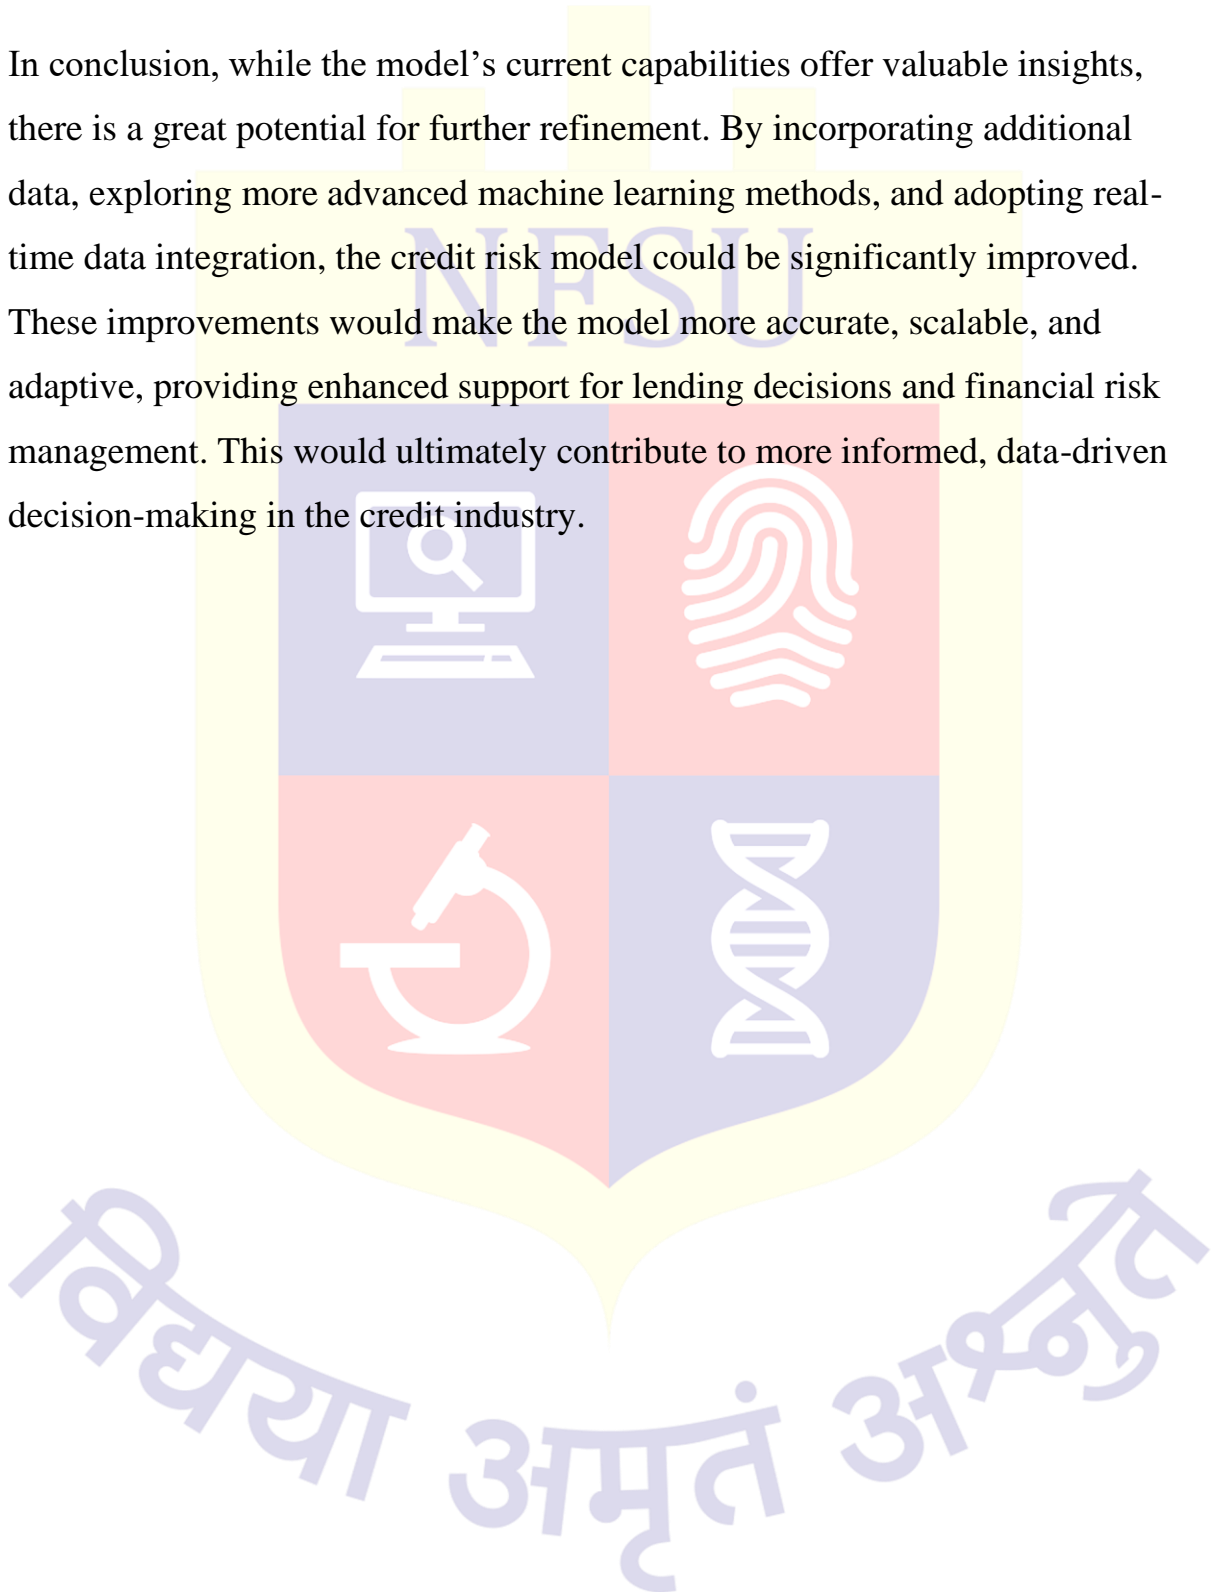 In conclusion, while the model’s current capabilities offer valuable insights,
there is a great potential for further refinement. By incorporating additional
data, exploring more advanced machine learning methods, and adopting real-
time data integration, the credit risk model could be significantly improved.
These improvements would make the model more accurate, scalable, and
adaptive, providing enhanced support for lending decisions and financial risk
management. This would ultimately contribute to more informed, data-driven
decision-making in the credit industry.
NFSU
विद्यया अमृतं अश्नुते